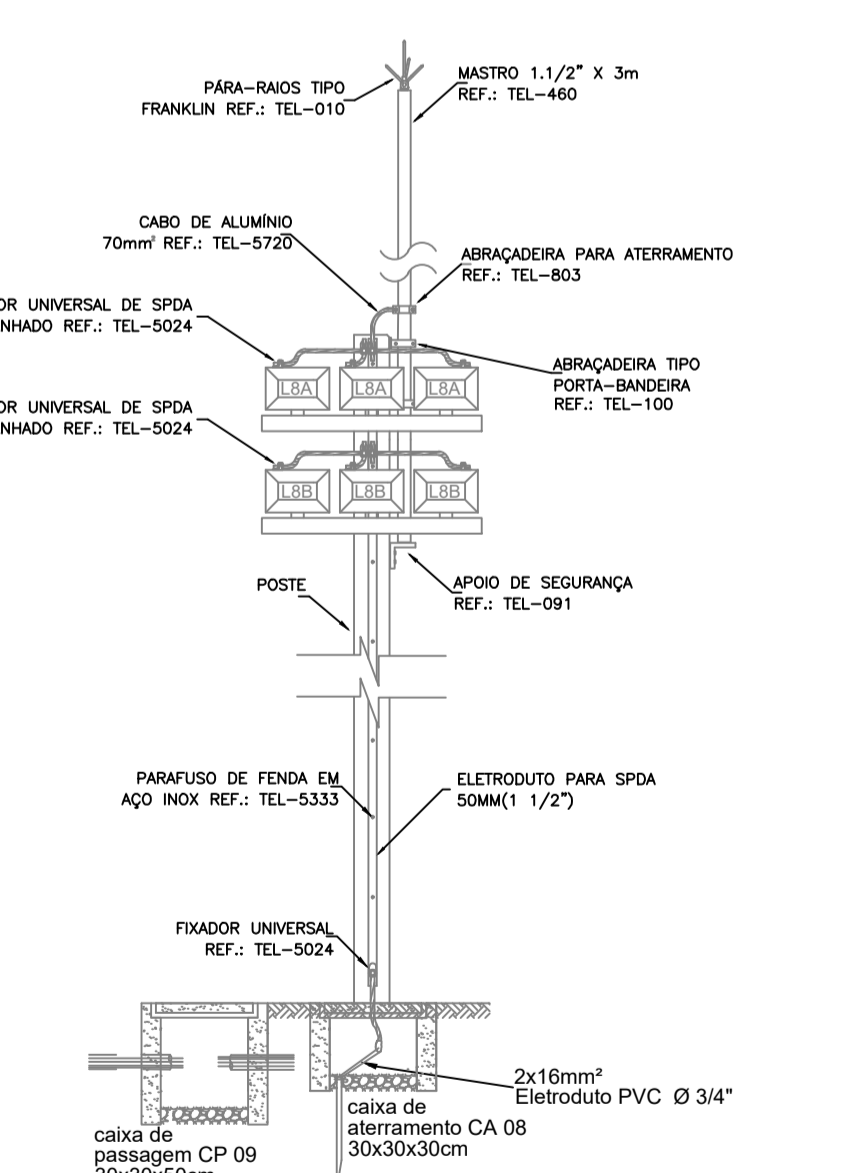 PÁRA-RAIOS TIPO
FRANKLIN REF.: TEL-010
MASTRO 1.1/2" X 3m
REF.: TEL-460
CABO DE ALUMÍNIO
70mm² REF.: TEL-5720
ABRAÇADEIRA PARA ATERRAMENTO
REF.: TEL-803
UNIVERSAL DE SPDA
REF.: TEL-5024
ABRAÇADEIRA TIPO
PORTA-BANDEIRA
REF.: TEL-100
L8A
L8A
L8A
UNIVERSAL DE SPDA
REF.: TEL-5024
L8B
L8B
L8B
POSTE
APOIO DE SEGURANÇA
REF.: TEL-091
PARAFUSO DE FENDA EM
AÇO INOX REF.: TEL-5333
ELETRODUTO PARA SPDA
50MM(1 1/2")
FIXADOR UNIVERSAL
REF.: TEL-5024
2x16mm²
Eletroduto PVC Ø 3/4"
caixa de
aterramento CA 08
30x30x30cm
caixa de
passagem CP 09